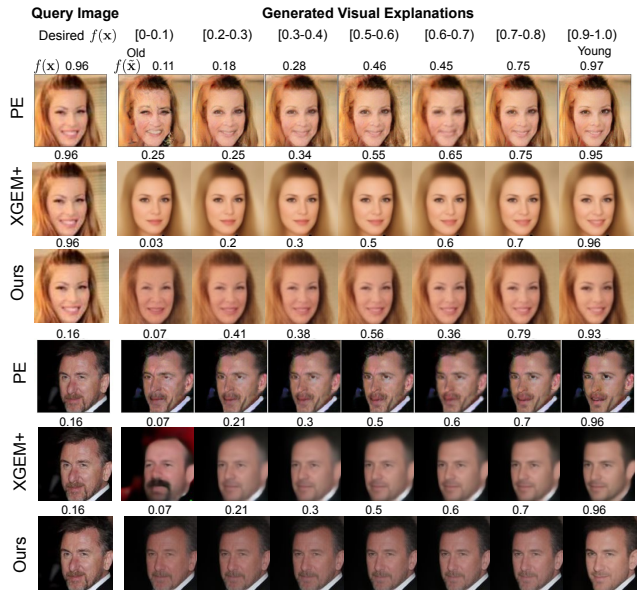 Query Image Generated Visual Explanations
Desired f(x) [0-0.1) [0.2-0.3) [0.3-0.4) [0.5-0.6) [0.6-0.7) [0.7-0.8) [0.9-1.0)
Old Young
f(x) 0.96 f(x̃) 0.11 0.18 0.28 0.46 0.45 0.75 0.97
PE
0.96 0.25 0.25 0.34 0.55 0.65 0.75 0.95
XGEM+
0.96 0.03 0.2 0.3 0.5 0.6 0.7 0.96
Ours
0.16 0.07 0.41 0.38 0.56 0.36 0.79 0.93
PE
0.16 0.07 0.21 0.3 0.5 0.6 0.7 0.96
XGEM+
0.16 0.07 0.21 0.3 0.5 0.6 0.7 0.96
Ours